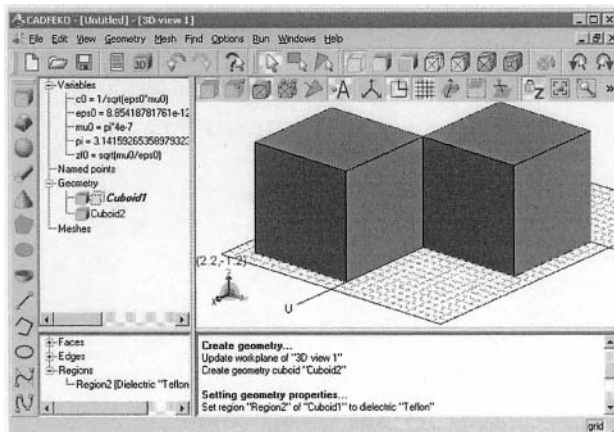 CADFEKO - [Untitled] - [3D view 1]
File Edit View Geometry Mesh Find Options Run Windows Help
3D
A
Z
Variables
c0 = 1/sqrt(eps0*mu0)
eps0 = 8.85418781761e-12
mu0 = pi*4e-7
pi = 3.14159265358979323
zf0 = sqrt(mu0/eps0)
Named points
Geometry
Cuboid1
Cuboid2
Meshes
(2.2,-1.2)
U
Faces
Edges
Regions
Region2 [Dielectric "Teflon"
Create geometry...
Update workplane of "3D view 1"
Create geometry cuboid "Cuboid2"
Setting geometry properties...
Set region "Region2" of "Cuboid1" to dielectric "Teflon"
grid